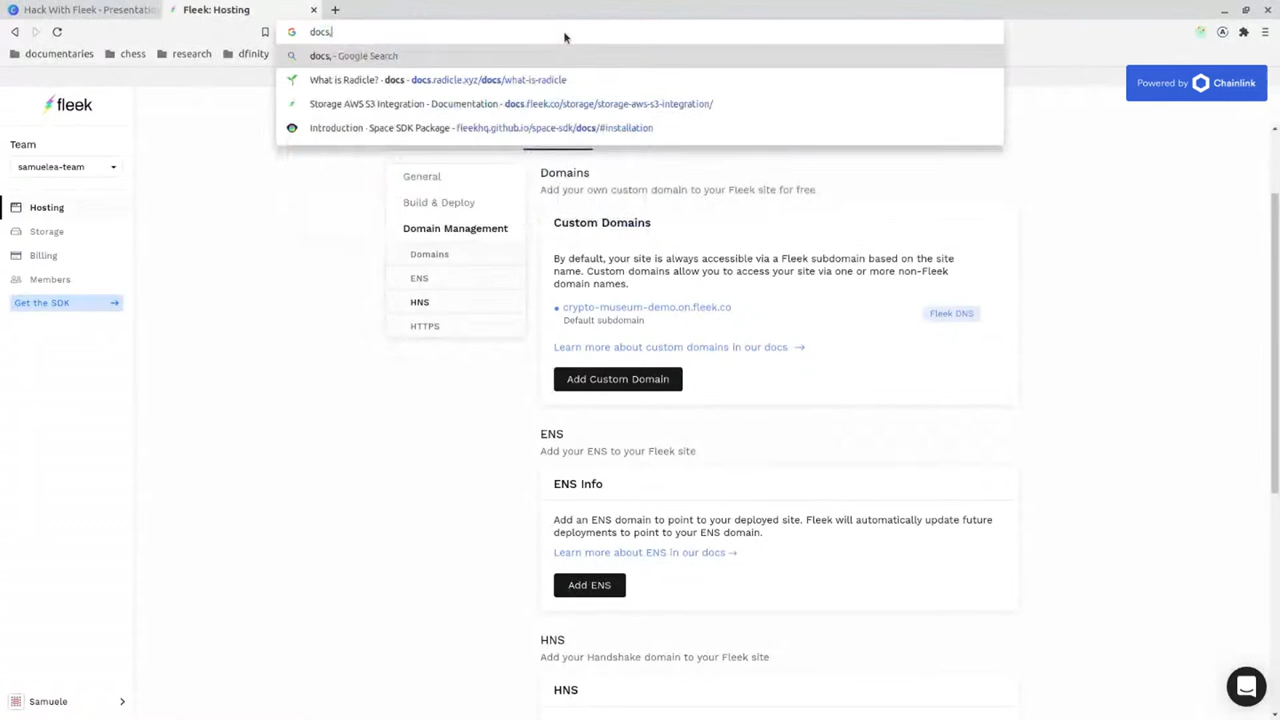 Hack With Fleek - Presentatio
Fleek: Hosting
docs,
documentaries
chess
research
dfinity
docs, - Google Search
What is Radicle? · docs - docs.radicle.xyz/docs/what-is-radicle
Storage AWS S3 Integration - Documentation - docs.fleek.co/storage/storage-aws-s3-integration/
Introduction · Space SDK Package - fleekhq.github.io/space-sdk/docs/#installation
Powered by Chainlink
fleek
Team
samuelea-team
Hosting
Storage
Billing
Members
Get the SDK →
General
Build & Deploy
Domain Management
Domains
ENS
HNS
HTTPS
Domains
Add your own custom domain to your Fleek site for free
Custom Domains
By default, your site is always accessible via a Fleek subdomain based on the site
name. Custom domains allow you to access your site via one or more non-Fleek
domain names.
crypto-museum-demo.on.fleek.co
Default subdomain
Fleek DNS
Learn more about custom domains in our docs →
Add Custom Domain
ENS
Add your ENS to your Fleek site
ENS Info
Add an ENS domain to point to your deployed site. Fleek will automatically update future
deployments to point to your ENS domain.
Learn more about ENS in our docs →
Add ENS
HNS
Add your Handshake domain to your Fleek site
HNS
Samuele